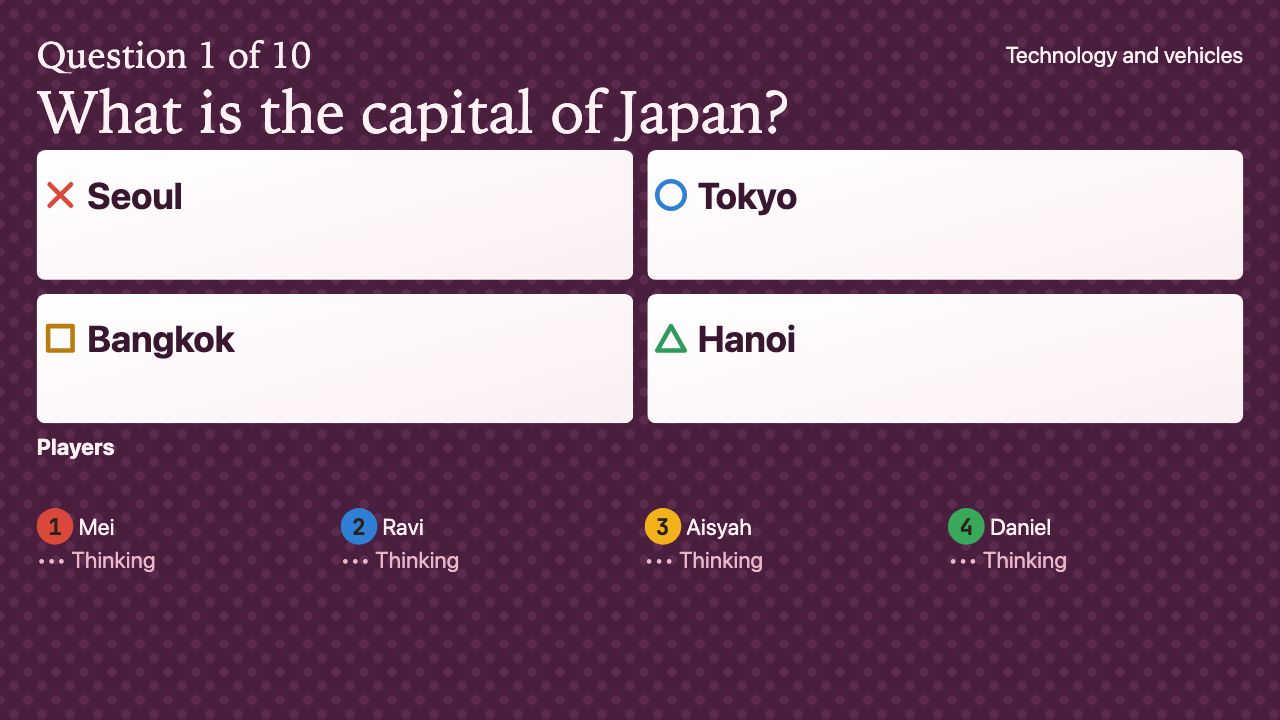 Question 1 of 10
Technology and vehicles
What is the capital of Japan?
Seoul
Tokyo
Bangkok
Hanoi
Players
1 Mei
2 Ravi
3 Aisyah
4 Daniel
••• Thinking
••• Thinking
••• Thinking
••• Thinking